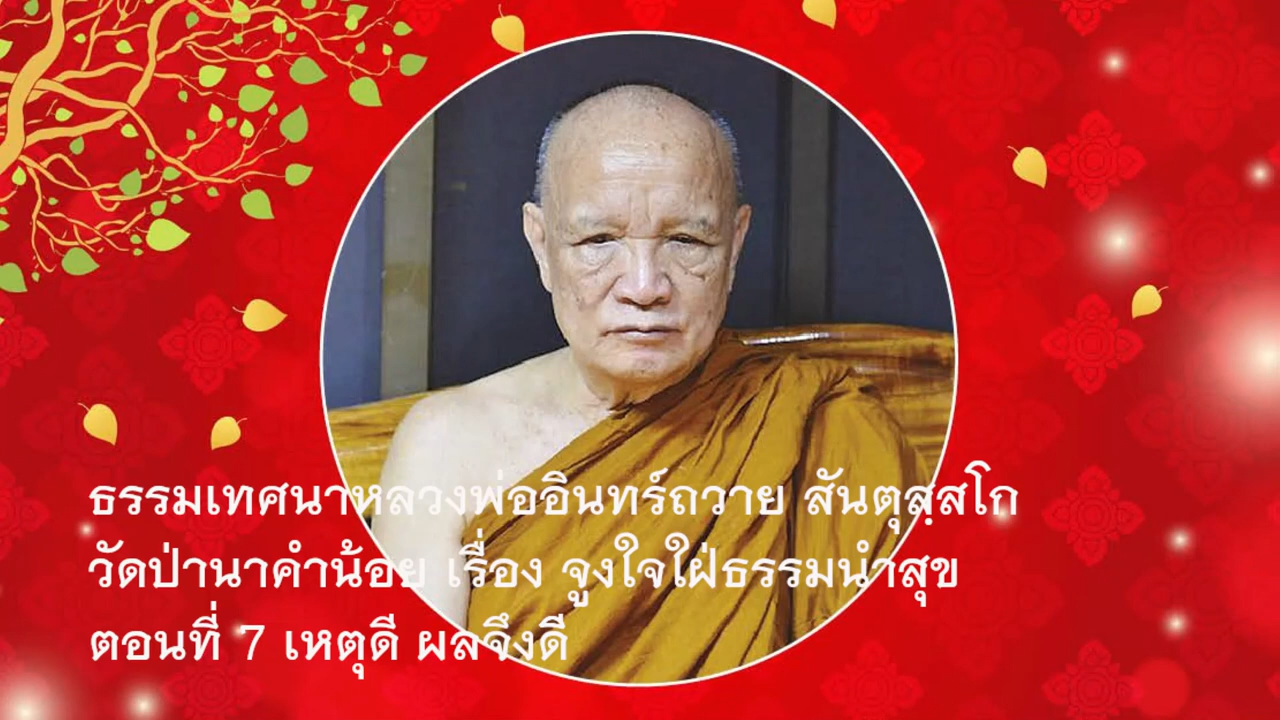 ธรรมเทศนาหลวงพ่ออินทร์ถวาย สันตุสฺสโก
วัดป่านาคำน้อย เรื่อง จูงใจใฝ่ธรรมนำสุข
ตอนที่ 7 เหตุดี ผลจึงดี